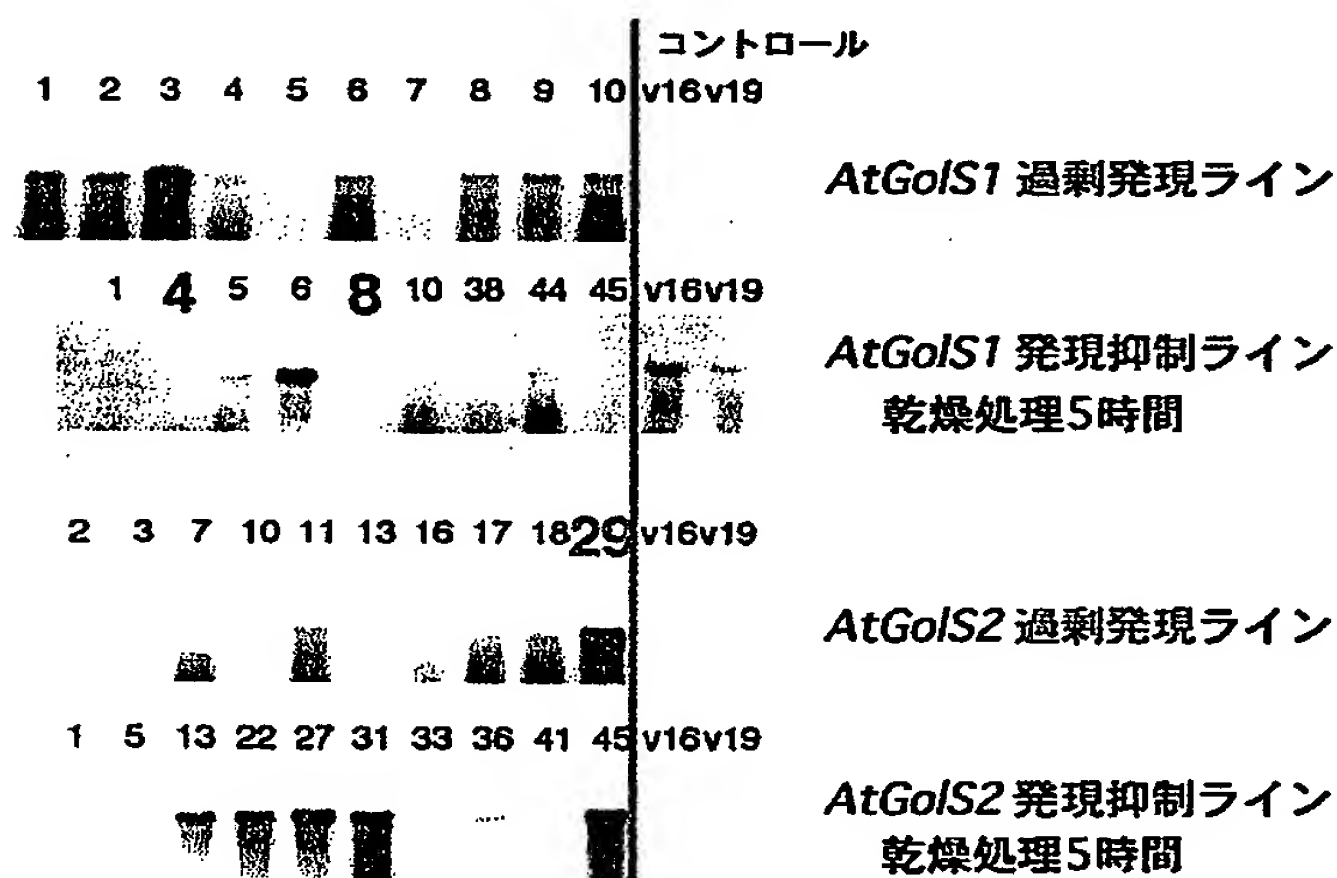 コントロール
1 2 3 4 5 6 7 8 9 10 v16 v19
AtGolS1 過剰発現ライン
1 4 5 6 8 10 38 44 45 v16 v19
AtGolS1 発現抑制ライン
乾燥処理5時間
2 3 7 10 11 13 16 17 18 29 v16 v19
AtGolS2 過剰発現ライン
1 5 13 22 27 31 33 36 41 45 v16 v19
AtGolS2 発現抑制ライン
乾燥処理5時間